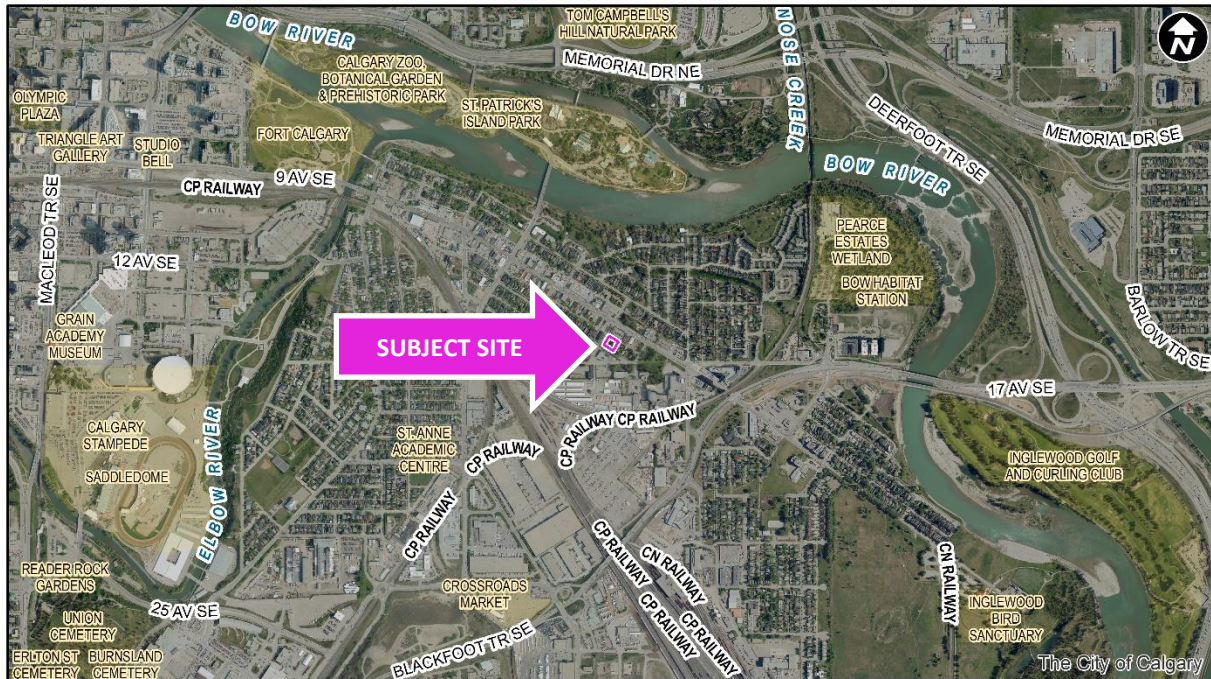 BOW RIVER
TOM CAMPBELL'S
HILL NATURAL PARK
NOSE CREEK
N
MEMORIAL DR NE
CALGARY ZOO,
BOTANICAL GARDEN
& PREHISTORIC PARK
OLYMPIC
PLAZA
ST. PATRICK'S
ISLAND PARK
DEERFOOT TR SE
MEMORIAL DR SE
FORT CALGARY
TRIANGLE ART
GALLERY
STUDIO
BELL
9 AV SE
CP RAILWAY
BOW RIVER
MACLEOD TR SE
PEARCE
ESTATES
WETLAND
12 AV SE
BOW HABITAT
STATION
BARLOW TR SE
GRAIN
ACADEMY
MUSEUM
SUBJECT SITE
17 AV SE
CALGARY
STAMPEDE
SADDLEDOME
ELBOW RIVER
ST. ANNE
ACADEMIC
CENTRE
CP RAILWAY
CP RAILWAY
CP RAILWAY
CP RAILWAY
INGLEWOOD GOLF
AND CURLING CLUB
READER ROCK
GARDENS
25 AV SE
UNION
CEMETERY
ERLTON ST
CEMETERY
BURNSLAND
CEMETERY
CROSSROADS
MARKET
BLACKFOOT TR SE
CP RAILWAY
CN RAILWAY
CP RAILWAY
CP RAILWAY
CN RAILWAY
INGLEWOOD
BIRD
SANCTUARY
The City of Calgary